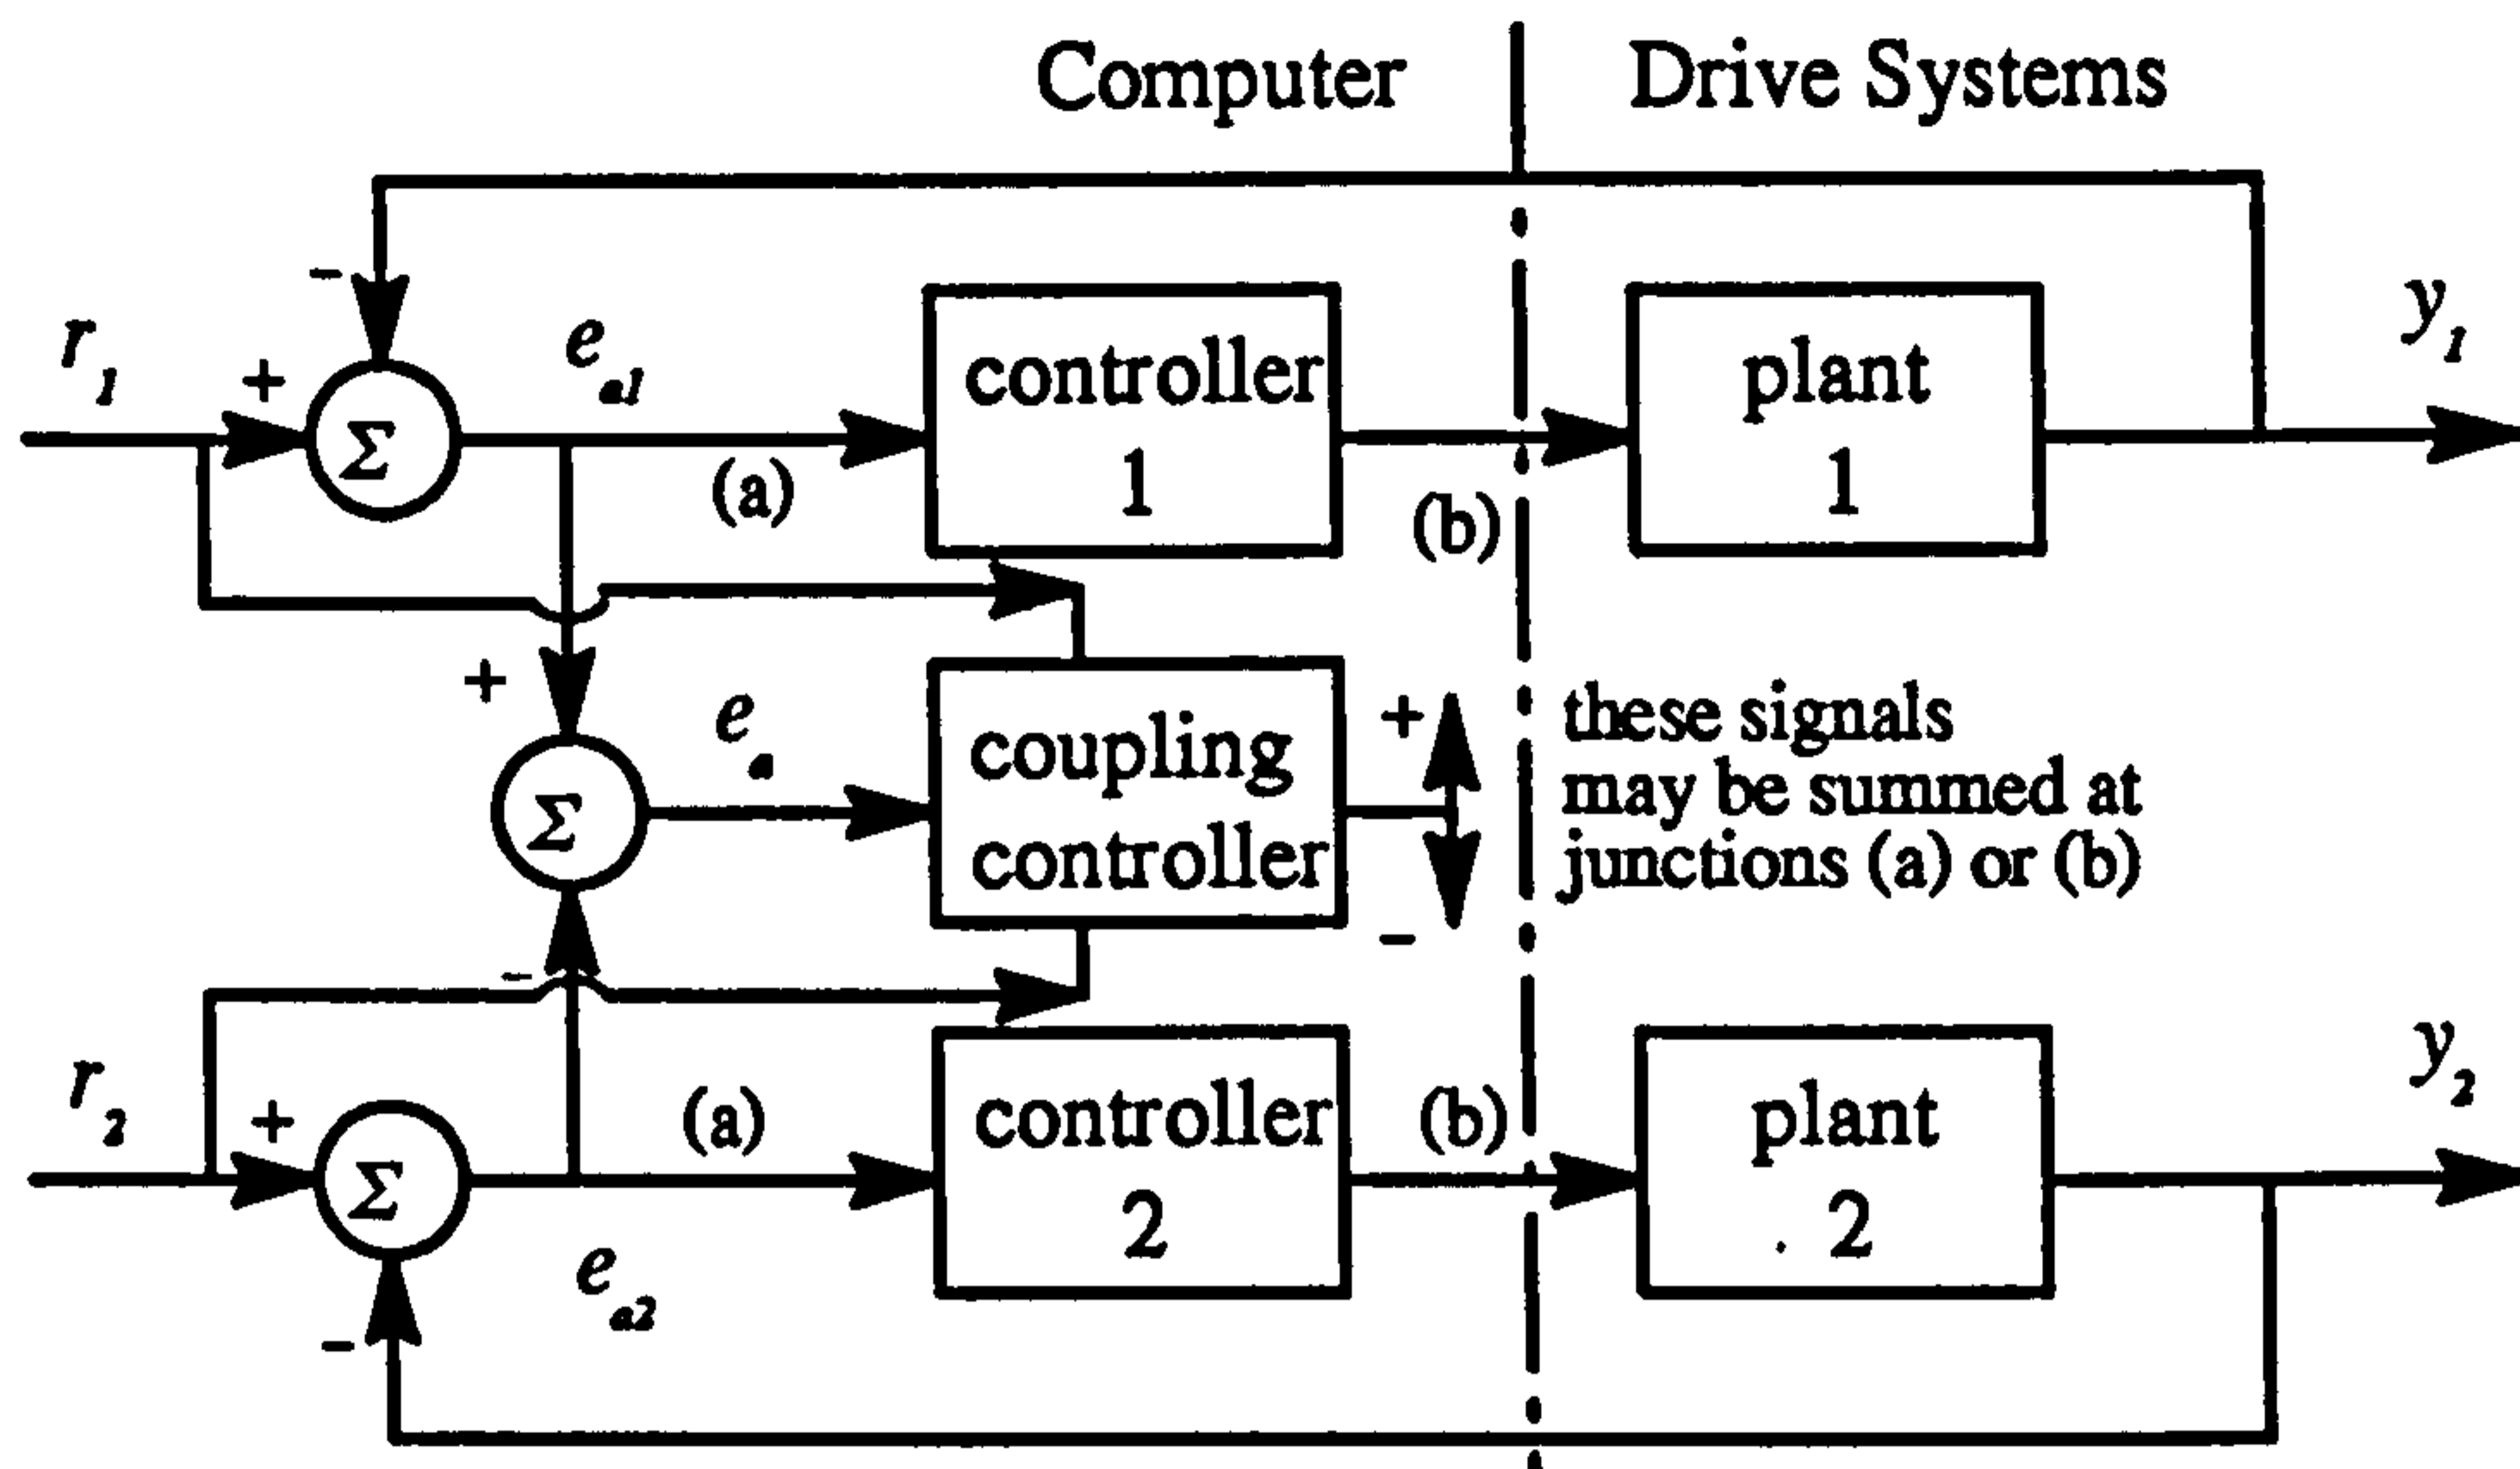 Computer
Drive Systems
r1
+
-
Σ
ea1
(a)
controller
1
(b)
plant
1
y1
+
Σ
-
e
coupling
controller
+
-
these signals
may be summed at
junctions (a) or (b)
r2
+
Σ
-
ea2
(a)
controller
2
(b)
plant
2
y2